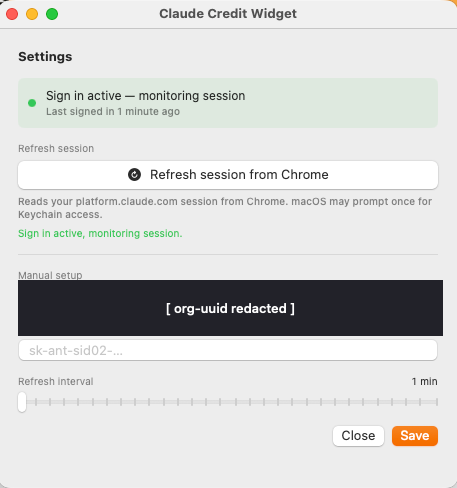 Claude Credit Widget
Settings
Sign in active — monitoring session
Last signed in 1 minute ago
Refresh session
Refresh session from Chrome
Reads your platform.claude.com session from Chrome. macOS may prompt once for
Keychain access.
Sign in active, monitoring session.
Manual setup
[ org-uuid redacted ]
sk-ant-sid02-...
Refresh interval
1 min
Close
Save